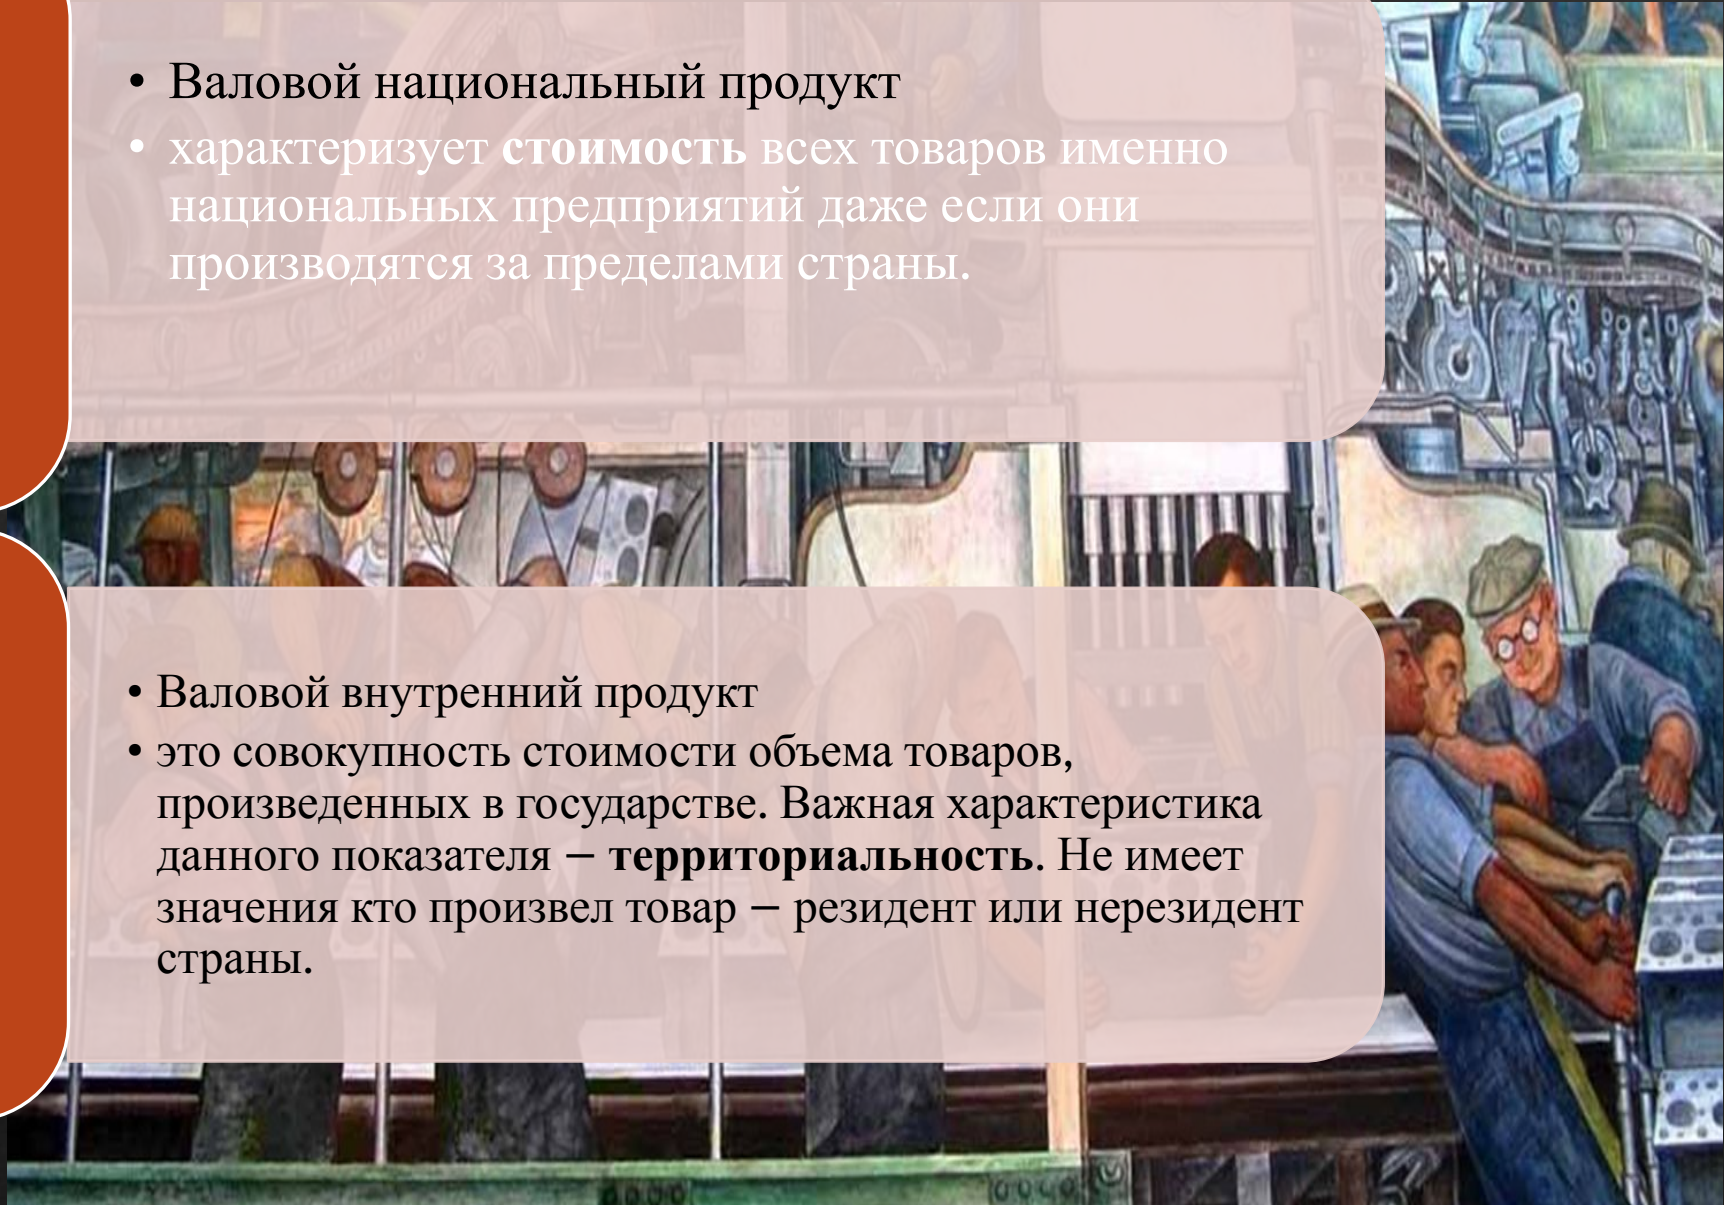 • Валовой национальный продукт
• характеризует стоимость всех товаров именно
национальных предприятий даже если они
производятся за пределами страны.
• Валовой внутренний продукт
• это совокупность стоимости объема товаров,
произведенных в государстве. Важная характеристика
данного показателя – территориальность. Не имеет
значения кто произвел товар – резидент или нерезидент
страны.